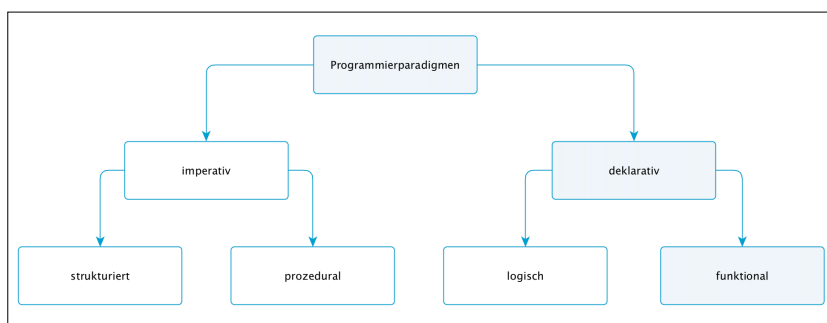 Programmierparadigmen
imperativ
deklarativ
strukturiert
prozedural
logisch
funktional